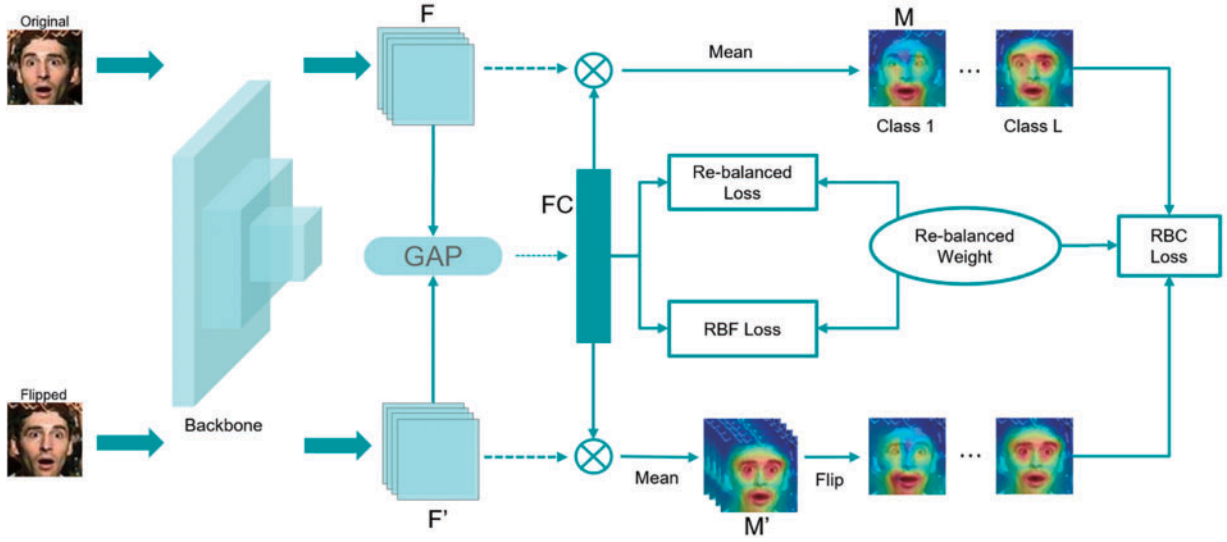 Original
F
M
Mean
Class 1
...
Class L
FC
Re-balanced
Loss
GAP
Re-balanced
Weight
RBC
Loss
RBF Loss
Flipped
Backbone
F'
Mean
M'
Flip
...